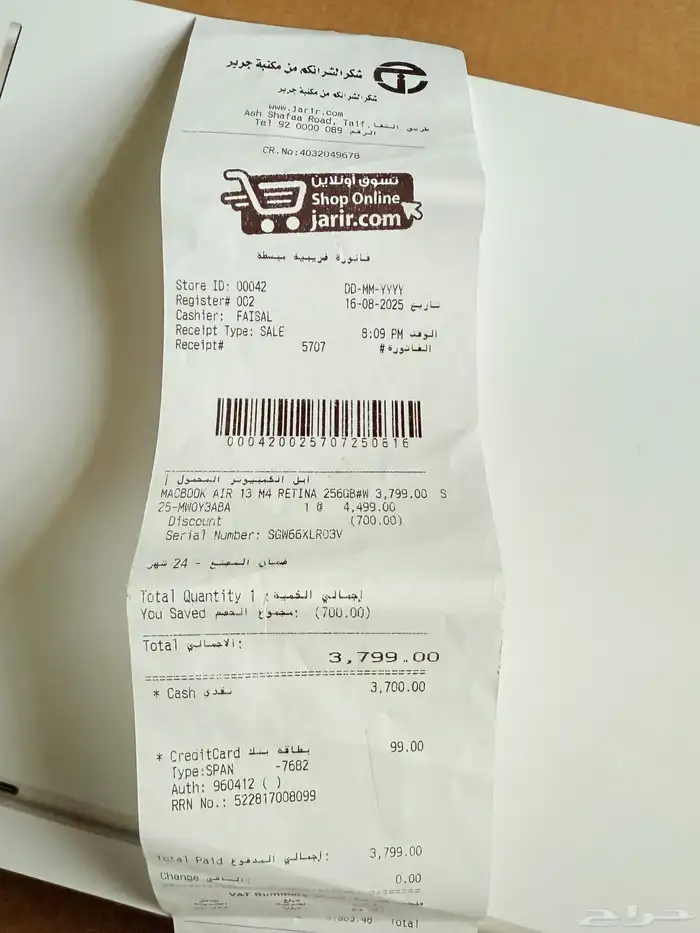 شكرا لشرائكم من مكتبة جرير
شكرا لشرائكم من مكتبة جرير
www.jarir.com
Ash Shafaa Road, Taif, طريق الشفا
Tel 92 0000 089 الرقم
CR.No:4032049678
تسوق أونلاين
Shop Online
jarir.com
فاتورة ضريبية مبسطة
Store ID: 00042 DD-MM-YYYY
Register# 002 16-08-2025 تاريخ
Cashier: FAISAL
Receipt Type: SALE 8:09 PM الوقت
Receipt# 5707 الفاتورة #
000420025707250816
ابل الكمبيوتر المحمول أ
MACBOOK AIR 13 M4 RETINA 256GB#W 3,799.00 S
25-MW0Y3ABA 1 @ 4,499.00
Discount (700.00)
Serial Number: SGW66XLR03V
ضمان المصنع - 24 شهر
Total Quantity 1 :إجمالي الكمية
You Saved :مجموع الخصم (700.00)
Total الاجمالي:
3,799.00
* Cash نقدي 3,700.00
* CreditCard بطاقة بنك 99.00
Type:SPAN -7682
Auth: 960412 ( )
RRN No.: 522817008099
Total Paid إجمالي المدفوع: 3,799.00
Change الباقي: 0.00
VAT Summary
Total
حراج